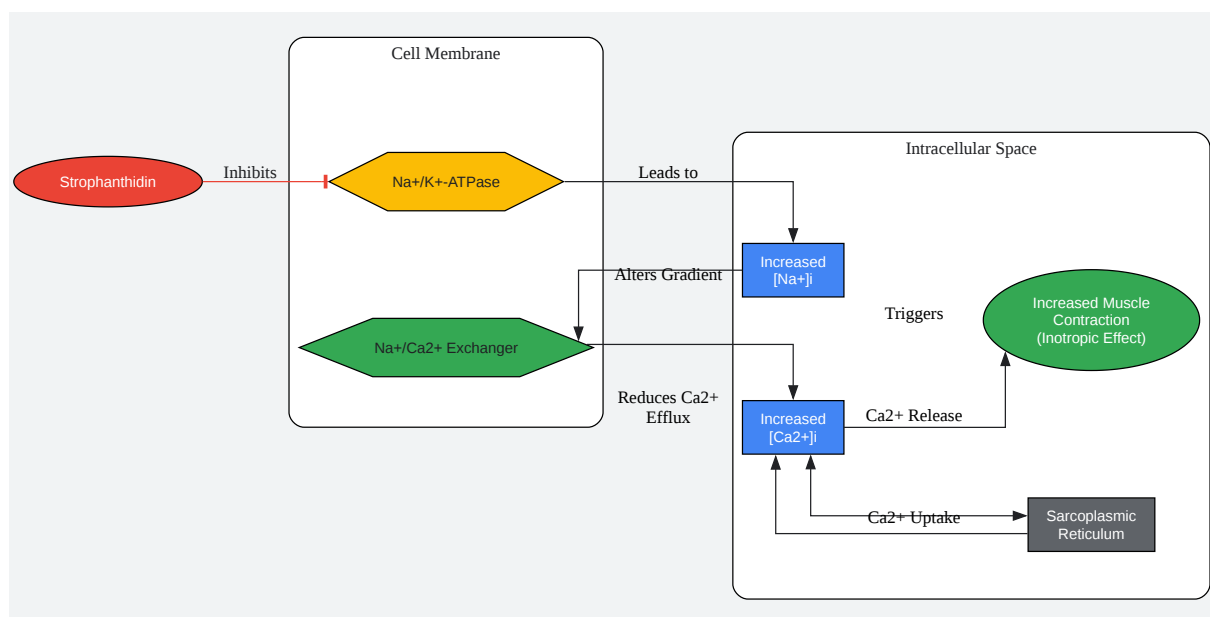 Cell Membrane
Intracellular Space
Strophanthidin
Inhibits
Na+/K+-ATPase
Leads to
Increased
[Na+]i
Alters Gradient
Triggers
Increased Muscle
Contraction
(Inotropic Effect)
Na+/Ca2+ Exchanger
Reduces Ca2+
Efflux
Increased
[Ca2+]i
Ca2+ Release
Ca2+ Uptake
Sarcoplasmic
Reticulum